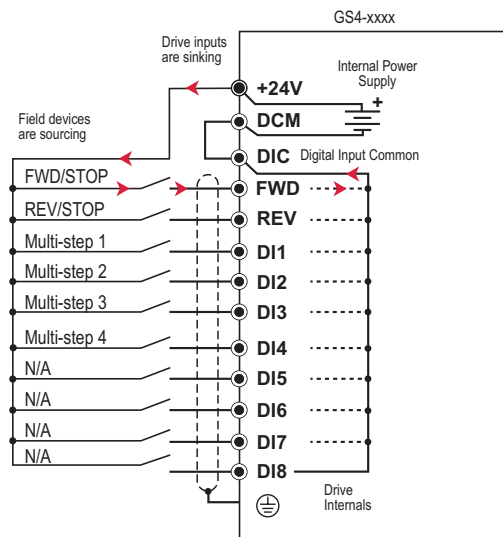 GS4-xxxx
Drive inputs
are sinking
Internal Power
Supply
+24V
+
DCM
Field devices
are sourcing
DIC
Digital Input Common
FWD/STOP
FWD
REV/STOP
REV
Multi-step 1
DI1
Multi-step 2
DI2
Multi-step 3
DI3
Multi-step 4
DI4
N/A
DI5
N/A
DI6
N/A
DI7
N/A
DI8
Drive
Internals